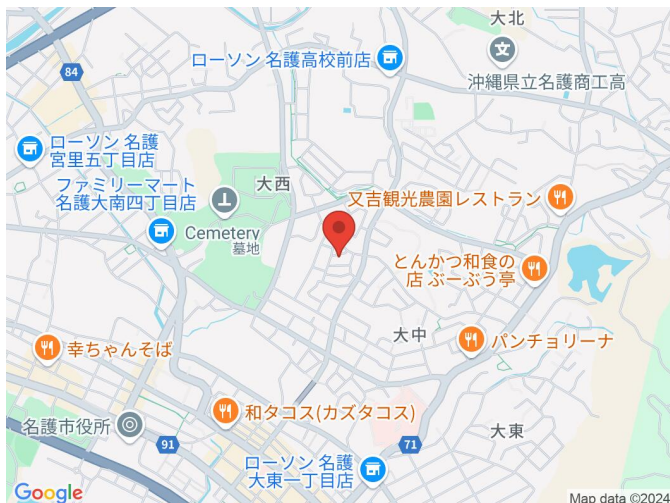 大北
ローソン 名護高校前店
84
沖縄県立名護商工高
ローソン 名護
宮里五丁目店
ファミリーマート
名護大南四丁目店
大西
又吉観光農園レストラン
Cemetery
墓地
とんかつ和食の
店 ぶーぶう亭
大中
パンチョリーナ
幸ちゃんそば
和タコス(カズタコス)
名護市役所
大東
91
71
ローソン 名護
大東一丁目店
Google
Map data ©2024